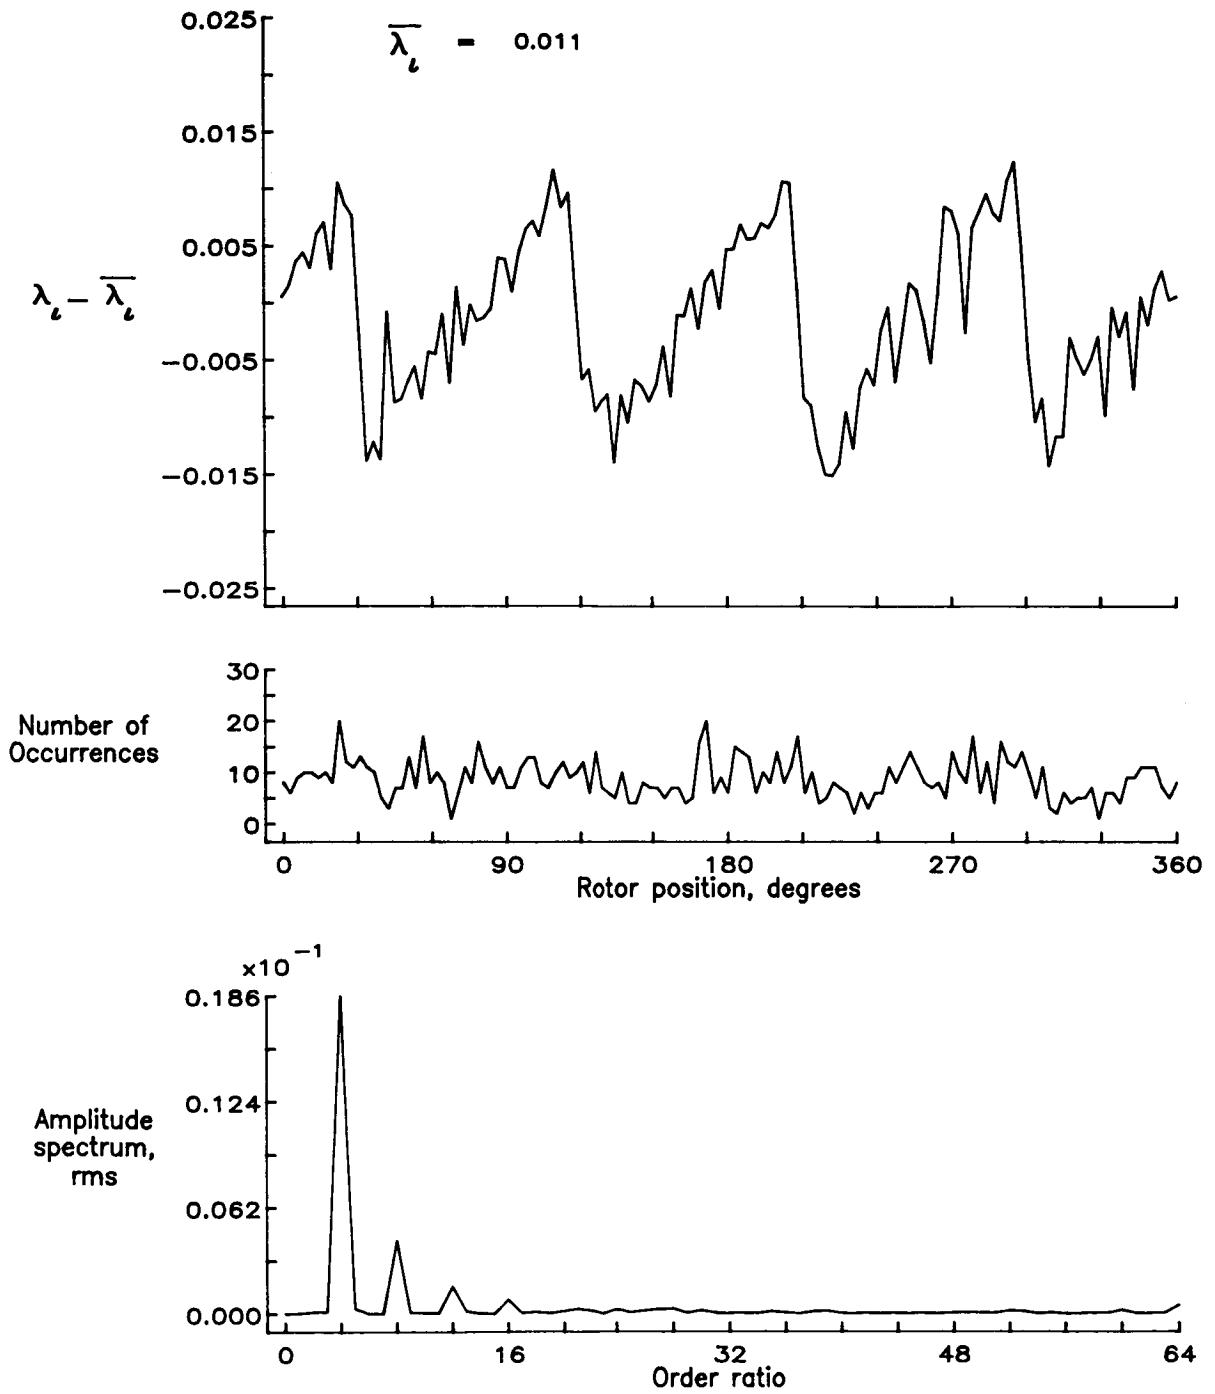 0.025
λᵢ = 0.011
0.015
0.005
λᵢ − λᵢ
−0.005
−0.015
−0.025
30
Number of
Occurrences
20
10
0
0 90 180 270 360
Rotor position, degrees
×10⁻¹
0.186
0.124
Amplitude
spectrum,
rms
0.062
0.000
0 16 32 48 64
Order ratio